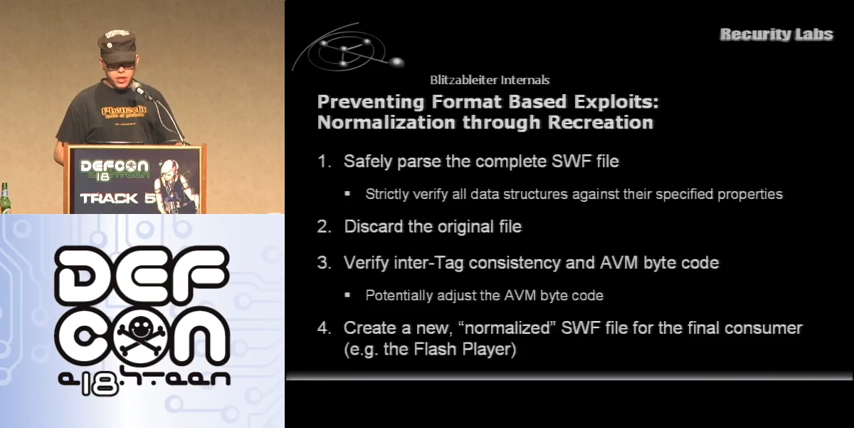 DEFCON
18
TRACK 5
DEF
CON
e18hteen
Recurity Labs
Blitzableiter Internals
Preventing Format Based Exploits:
Normalization through Recreation
1. Safely parse the complete SWF file
▪ Strictly verify all data structures against their specified properties
2. Discard the original file
3. Verify inter-Tag consistency and AVM byte code
▪ Potentially adjust the AVM byte code
4. Create a new, “normalized” SWF file for the final consumer
(e.g. the Flash Player)